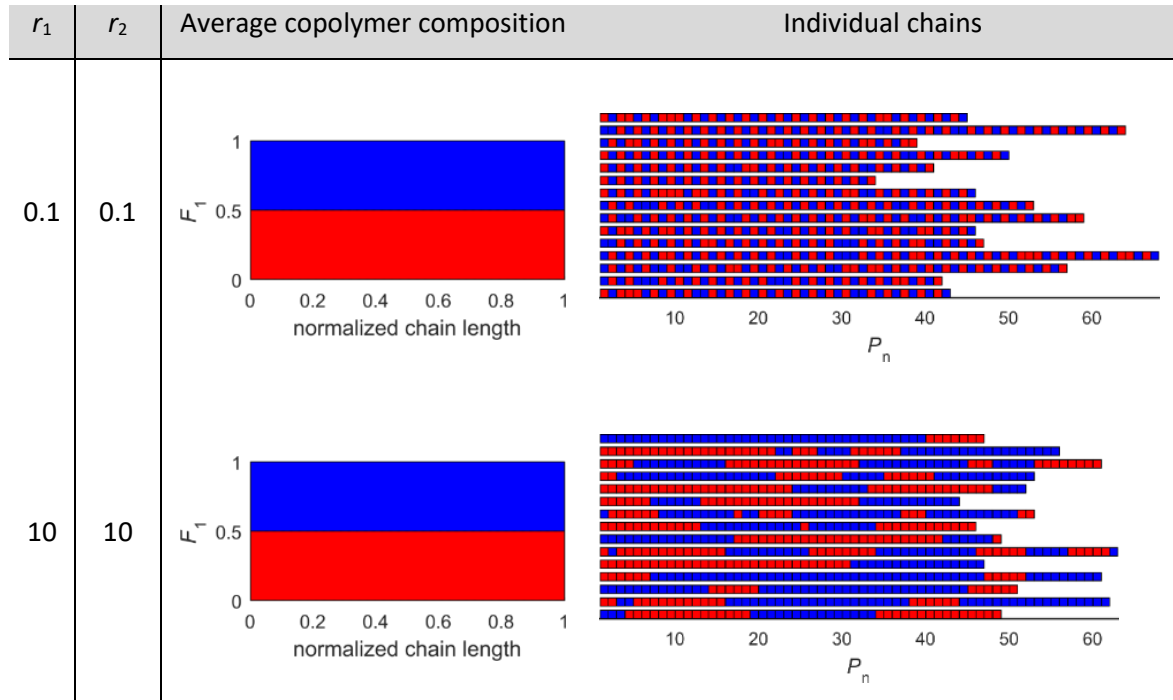 r1 r2 Average copolymer composition Individual chains
0.1 0.1
1
0.5
0
F1
0 0.2 0.4 0.6 0.8 1
normalized chain length
10 20 30 40 50 60
Pn
10 10
1
0.5
0
F1
0 0.2 0.4 0.6 0.8 1
normalized chain length
10 20 30 40 50 60
Pn